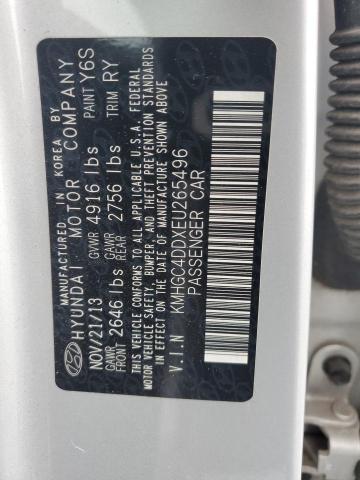 MANUFACTURED IN KOREA BY
HYUNDAI MOTOR COMPANY
NOV/21/13 GVWR 4916 lbs PAINT Y6S
GAWR FRONT 2646 lbs GAWR REAR 2756 lbs TRIM RY
THIS VEHICLE CONFORMS TO ALL APPLICABLE U.S.A. FEDERAL
MOTOR VEHICLE SAFETY, BUMPER, AND THEFT PREVENTION STANDARDS
IN EFFECT ON THE DATE OF MANUFACTURE SHOWN ABOVE.
V.I.N KMHGC4DDXEU265496
PASSENGER CAR